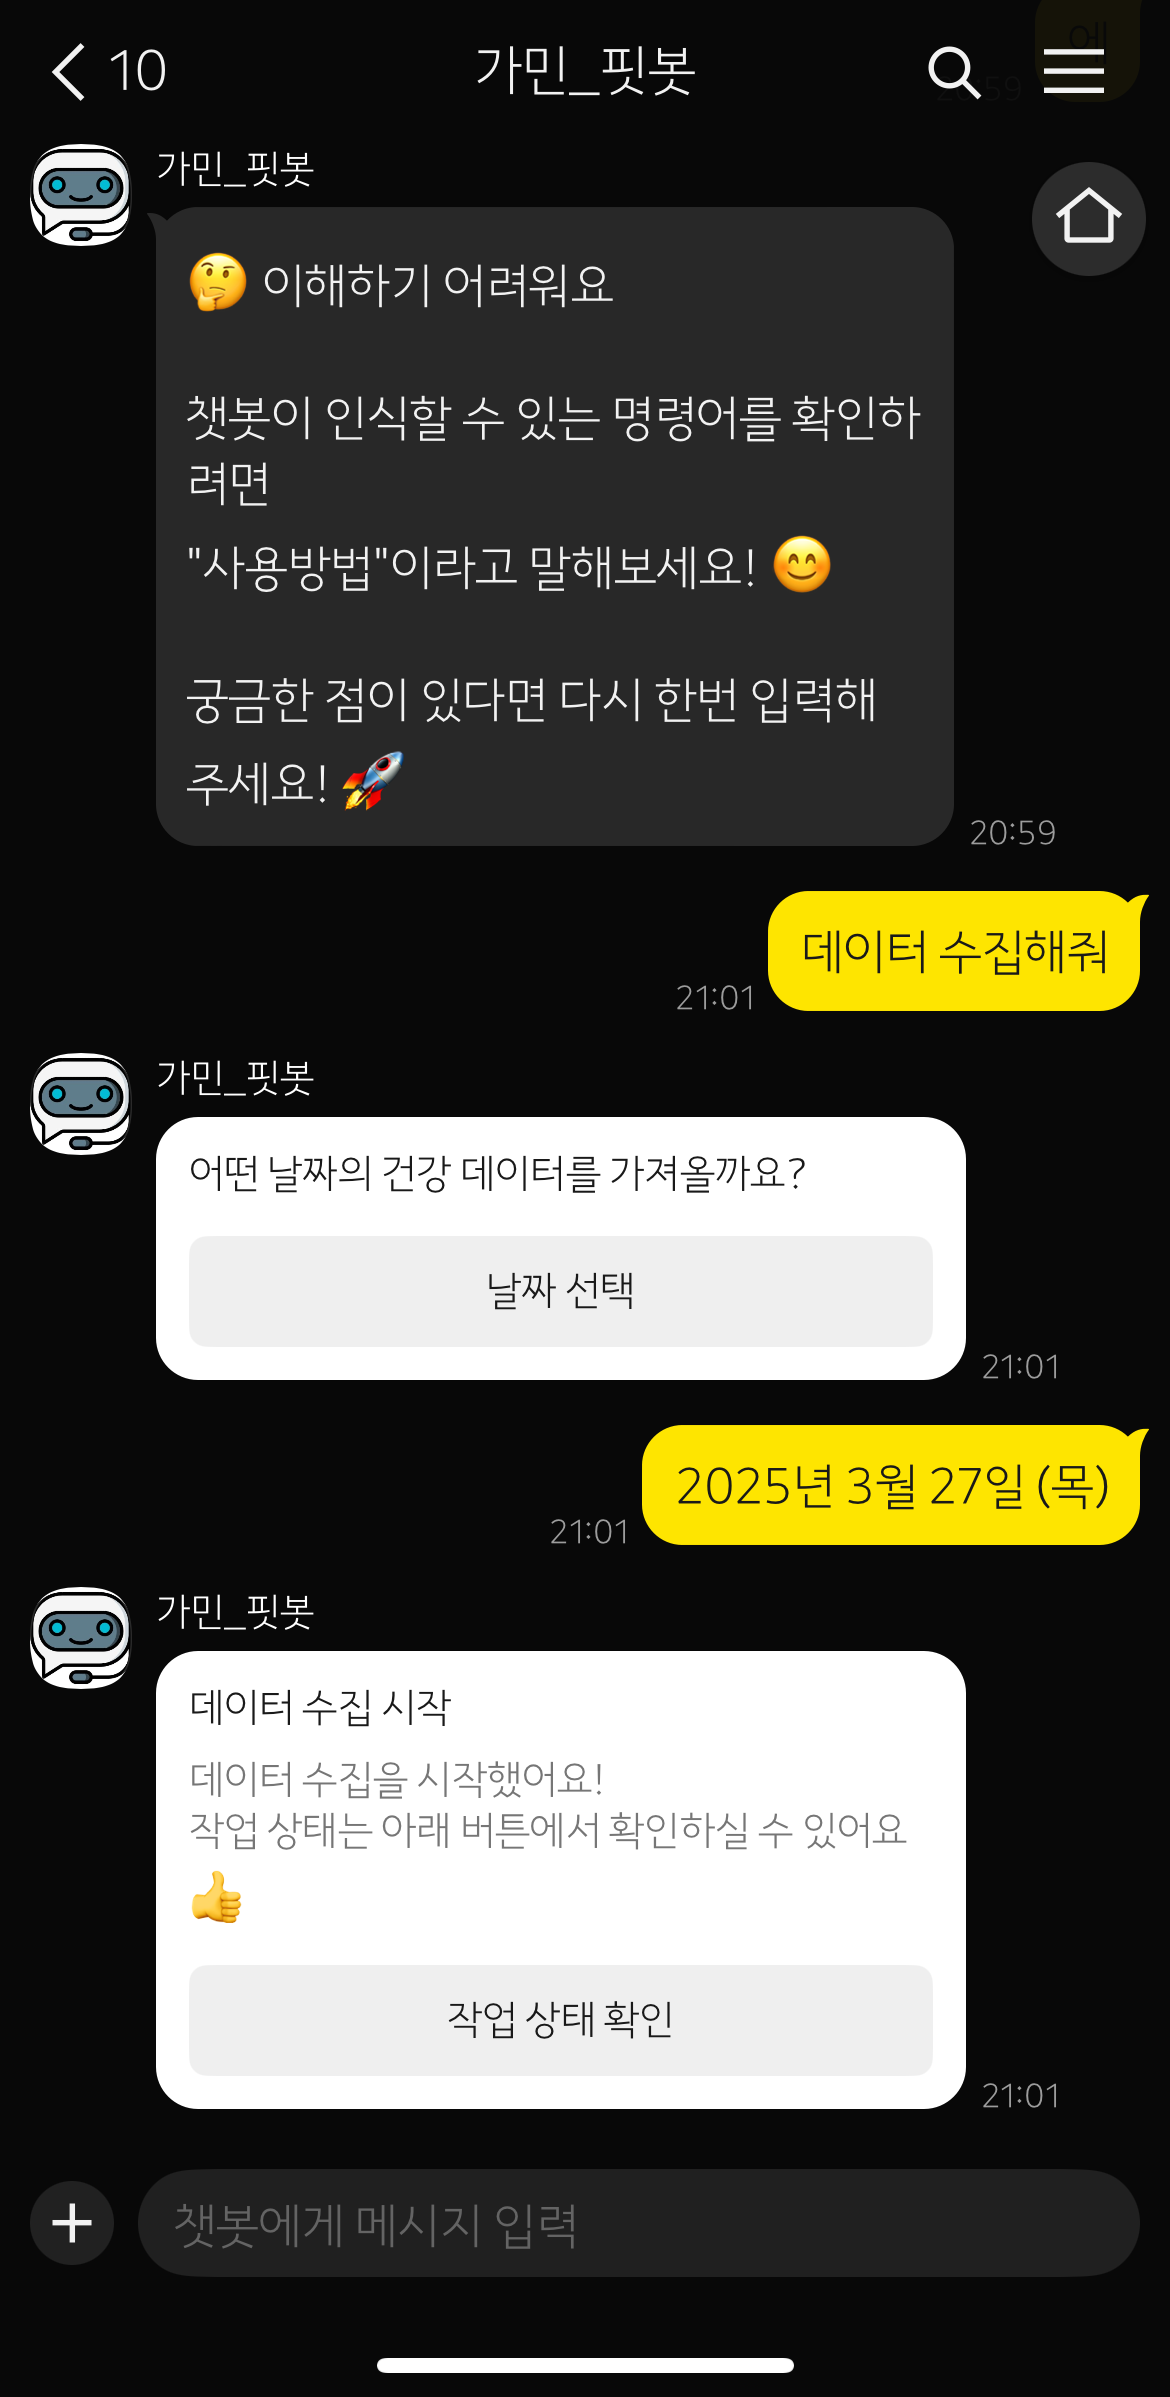 에
10
가민_핏봇
가민_핏봇
이해하기 어려워요
챗봇이 인식할 수 있는 명령어를 확인하
려면
"사용방법"이라고 말해보세요!
궁금한 점이 있다면 다시 한번 입력해
주세요!
20:59
데이터 수집해줘
21:01
가민_핏봇
어떤 날짜의 건강 데이터를 가져올까요?
날짜 선택
21:01
2025년 3월 27일 (목)
21:01
가민_핏봇
데이터 수집 시작
데이터 수집을 시작했어요!
작업 상태는 아래 버튼에서 확인하실 수 있어요
작업 상태 확인
21:01
챗봇에게 메시지 입력